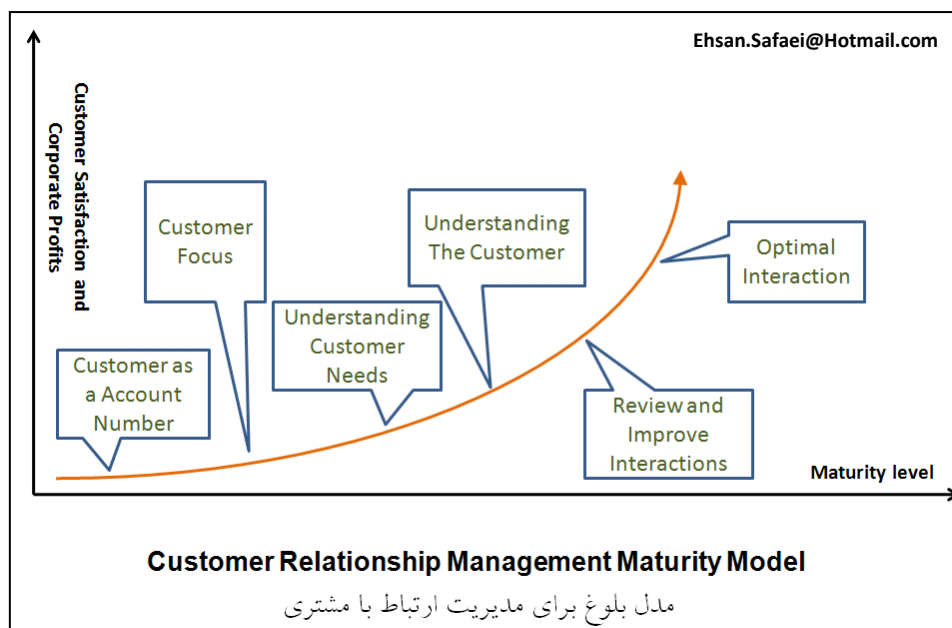 Ehsan.Safaei@Hotmail.com
Customer Satisfaction and
Corporate Profits
Customer
Focus
Understanding
The Customer
Optimal
Interaction
Understanding
Customer
Needs
Customer as
a Account
Number
Review and
Improve
Interactions
Maturity level
Customer Relationship Management Maturity Model
مدل بلوغ برای مدیریت ارتباط با مشتری